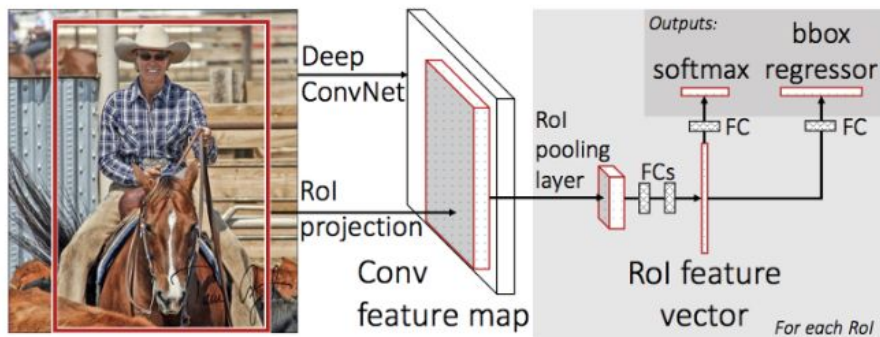 Deep
ConvNet
RoI
projection
Conv
feature map
RoI
pooling
layer
FCs
RoI feature
vector
For each RoI
Outputs:
softmax
bbox
regressor
FC
FC